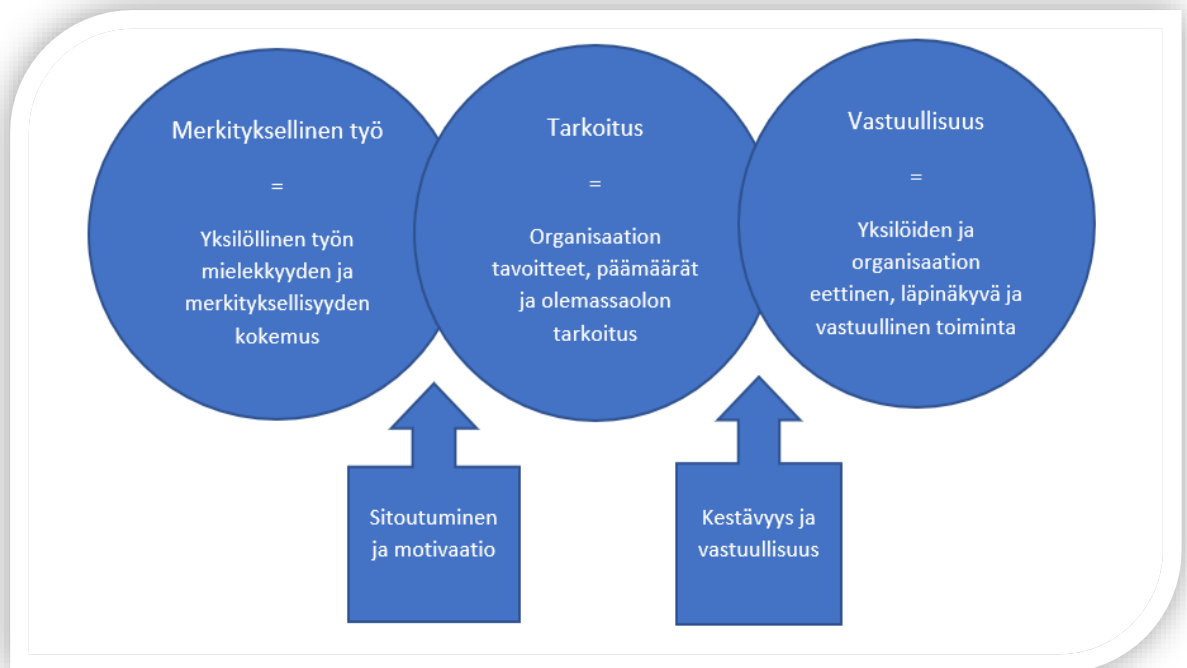 Merkityksellinen työ
=
Yksilöllinen työn
mielekkyyden ja
merkityksellisyyden
kokemus
Tarkoitus
=
Organisaation
tavoitteet, päämäärät
ja olemassaolon
tarkoitus
Vastuullisuus
=
Yksilöiden ja
organisaation
eettinen, läpinäkyvä ja
vastuullinen toiminta
Sitoutuminen
ja motivaatio
Kestävyys ja
vastuullisuus